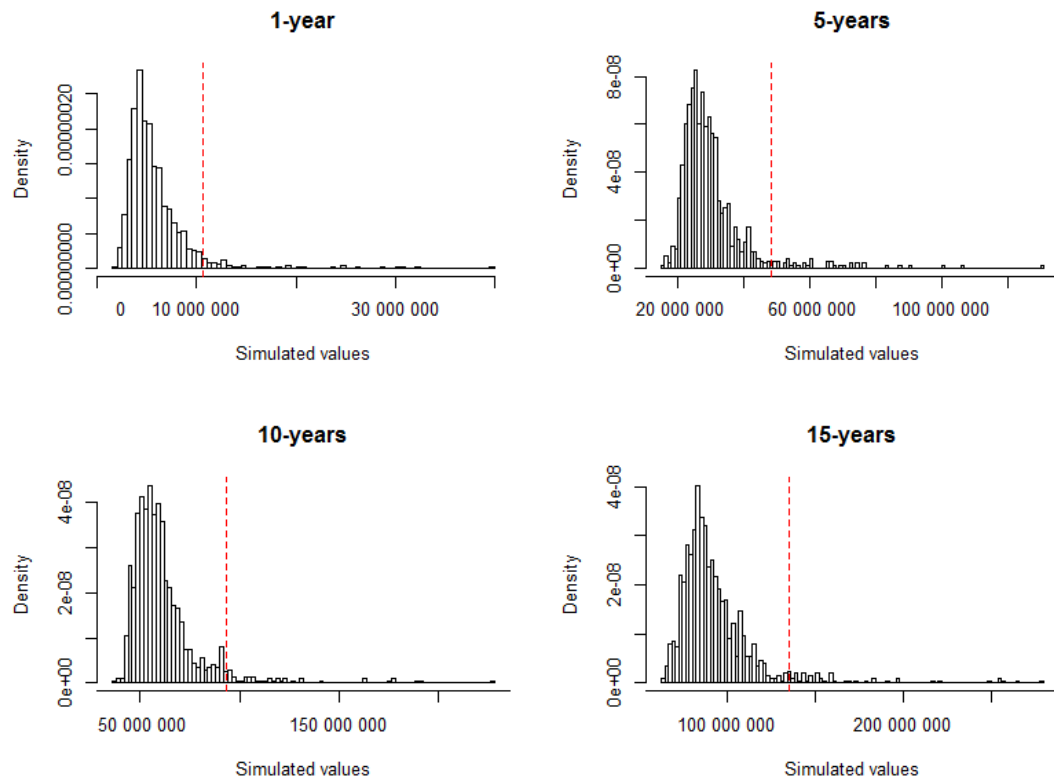 1-year
Density
0.00000000
0.00000020
0
10 000 000
30 000 000
Simulated values
5-years
Density
0e+00
4e-08
8e-08
20 000 000
60 000 000
100 000 000
Simulated values
10-years
Density
0e+00
2e-08
4e-08
50 000 000
150 000 000
Simulated values
15-years
Density
0e+00
2e-08
4e-08
100 000 000
200 000 000
Simulated values